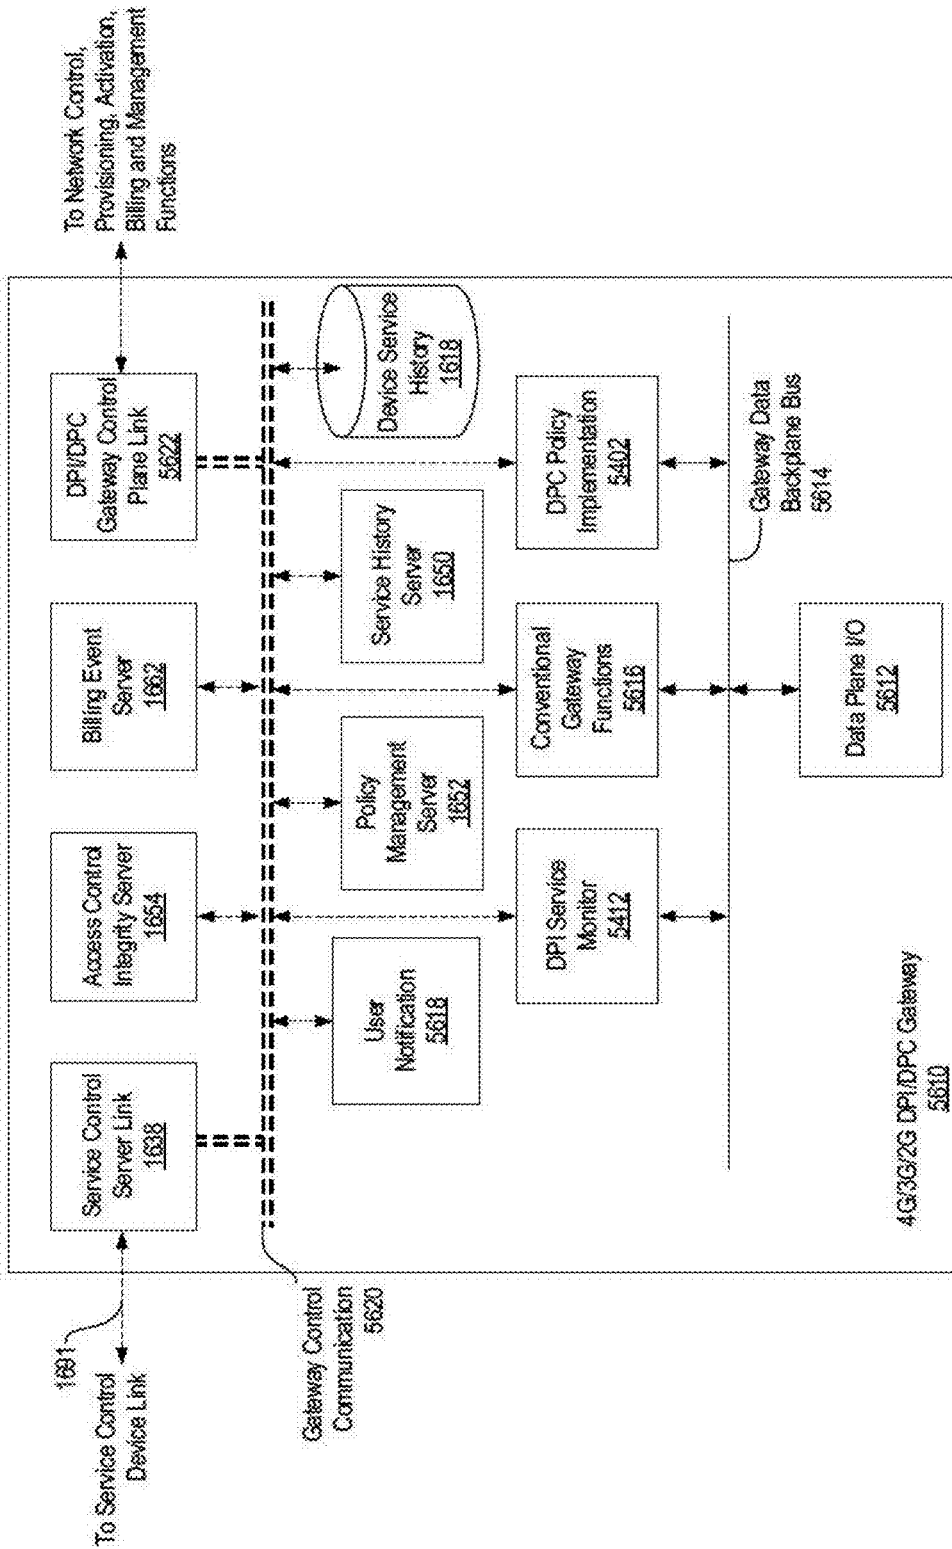 To Service Control
Device Link
1691
Service Control
Server Link
1638
Access Control
Integrity Server
1654
Billing Event
Server
1662
DPI/DPC
Gateway Control
Plane Link
5622
To Network Control,
Provisioning, Activation,
Billing and Management
Functions
Gateway Control
Communication
5620
User
Notification
5618
Policy
Management
Server
1652
Service History
Server
1650
Device Service
History
1618
DPI Service
Monitor
5412
Conventional
Gateway
Functions
5616
DPC Policy
Implementation
5402
Gateway Data
Backplane Bus
5614
Data Plane I/O
5612
4G/3G/2G DPI/DPC Gateway
5610